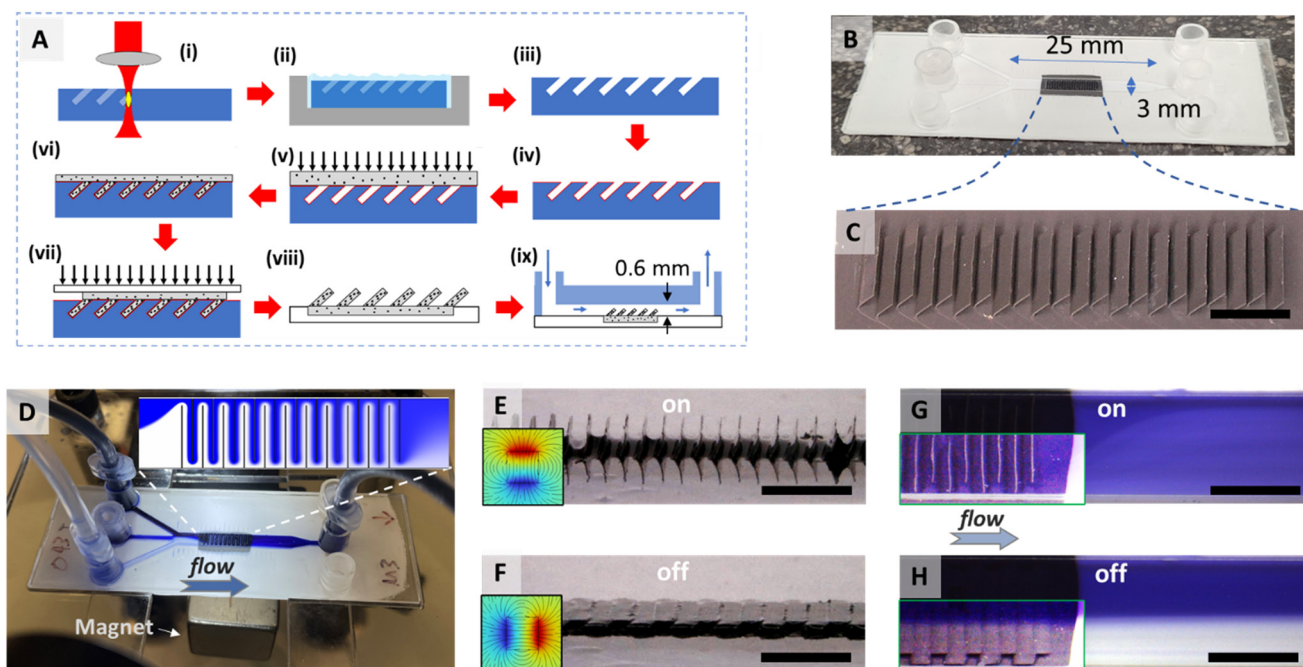 A
(i)
(ii)
(iii)
(vi)
(v)
(iv)
(vii)
(viii)
(ix)
0.6 mm
B
25 mm
3 mm
C
D
flow
Magnet
E
on
F
off
G
on
flow
H
off